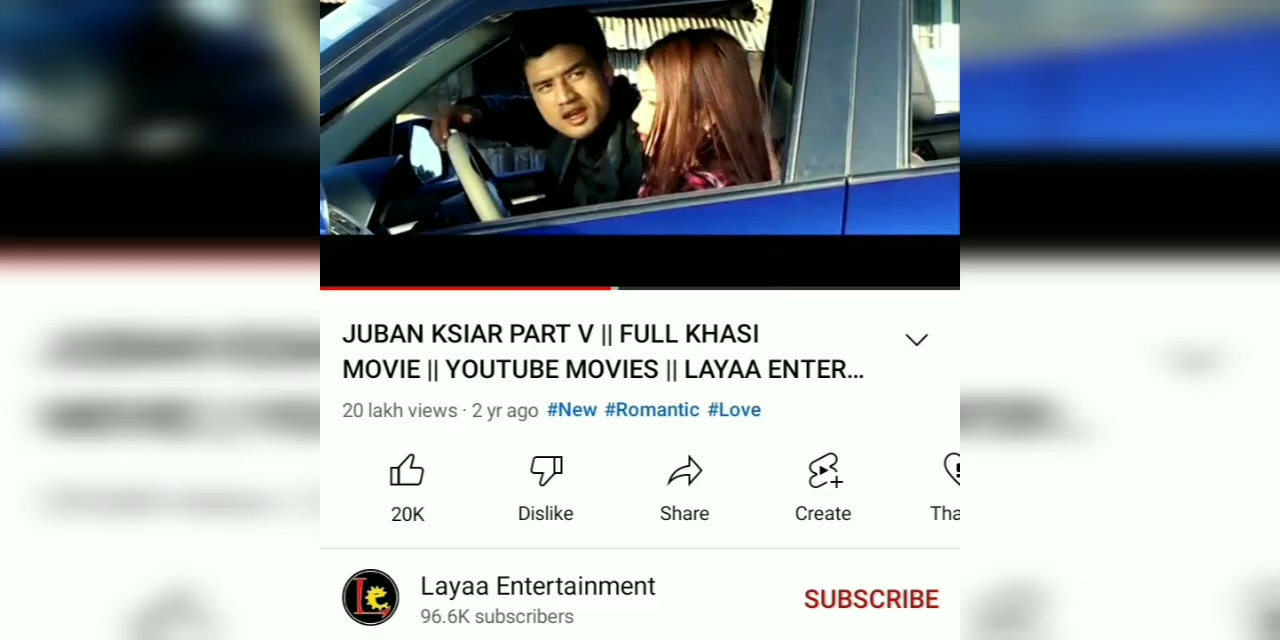 JUBAN KSIAR PART V || FULL KHASI
MOVIE || YOUTUBE MOVIES || LAYAA ENTER...
20 lakh views · 2 yr ago #New #Romantic #Love
20K Dislike Share Create Tha
Layaa Entertainment
96.6K subscribers
SUBSCRIBE